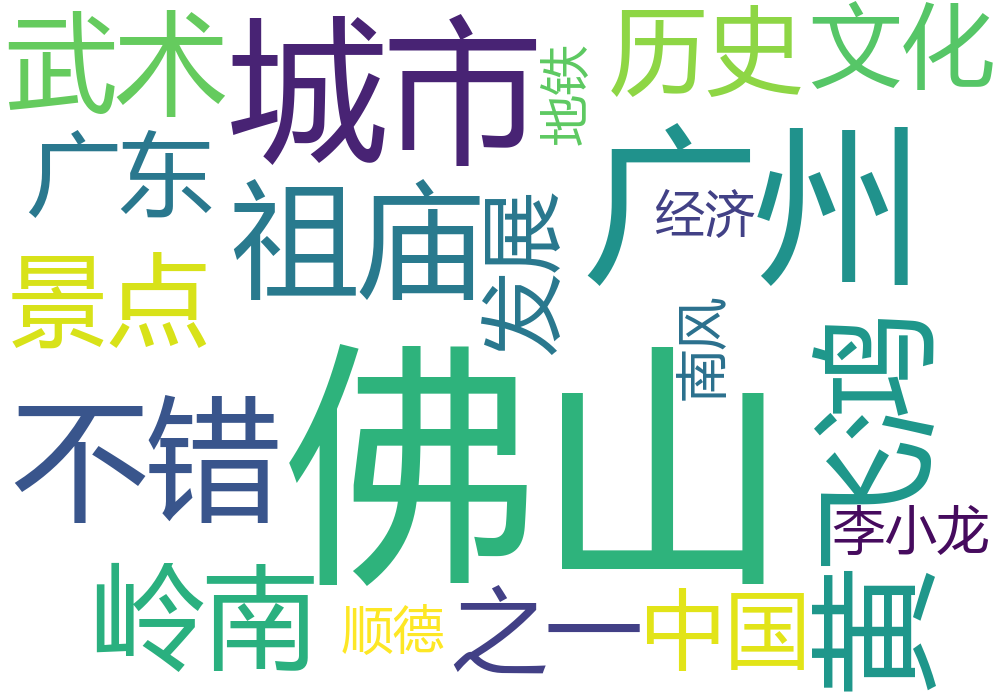 武术
城市
地铁
历史文化
广东
祖庙
发展
广州
经济
景点
南风
黄飞鸿
不错
佛山
李小龙
岭南
顺德
之一
中国